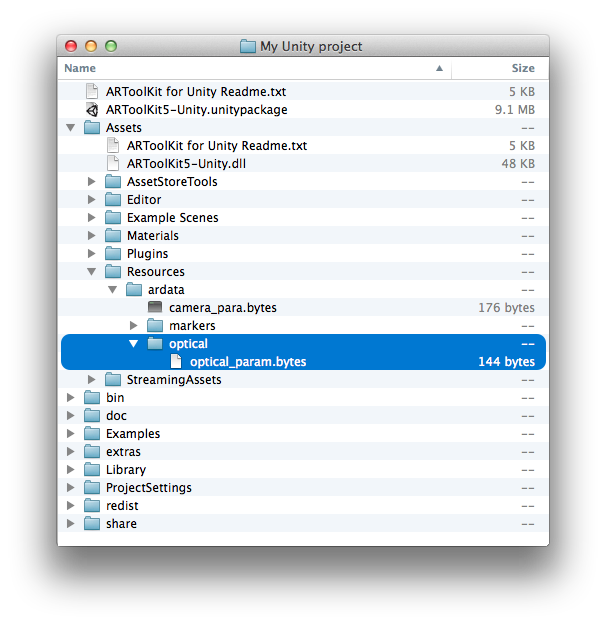 My Unity project
Name Size
ARToolKit for Unity Readme.txt 5 KB
ARToolKit5-Unity.unitypackage 9.1 MB
Assets --
ARToolKit for Unity Readme.txt 5 KB
ARToolKit5-Unity.dll 48 KB
AssetStoreTools --
Editor --
Example Scenes --
Materials --
Plugins --
Resources --
ardata --
camera_para.bytes 176 bytes
markers --
optical --
optical_param.bytes 144 bytes
StreamingAssets --
bin --
doc --
Examples --
extras --
Library --
ProjectSettings --
redist --
share --